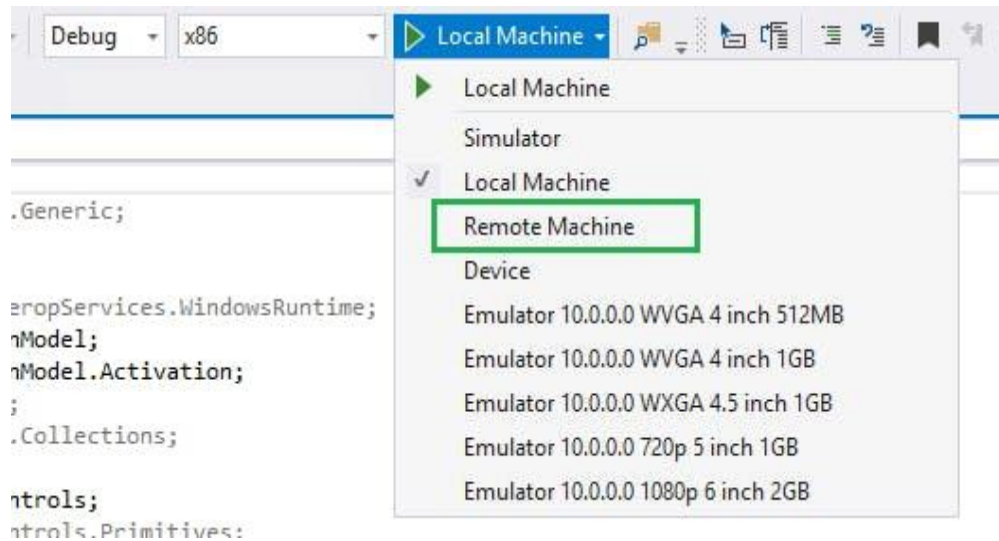 Debug x86 Local Machine
Local Machine
Simulator
Local Machine
.Generic;
Remote Machine
Device
eropServices.WindowsRuntime;
Emulator 10.0.0.0 WVGA 4 inch 512MB
nModel;
Emulator 10.0.0.0 WVGA 4 inch 1GB
nModel.Activation;
;
Emulator 10.0.0.0 WXGA 4.5 inch 1GB
.Collections;
Emulator 10.0.0.0 720p 5 inch 1GB
Emulator 10.0.0.0 1080p 6 inch 2GB
ntrols;
ntrols.Primitives;